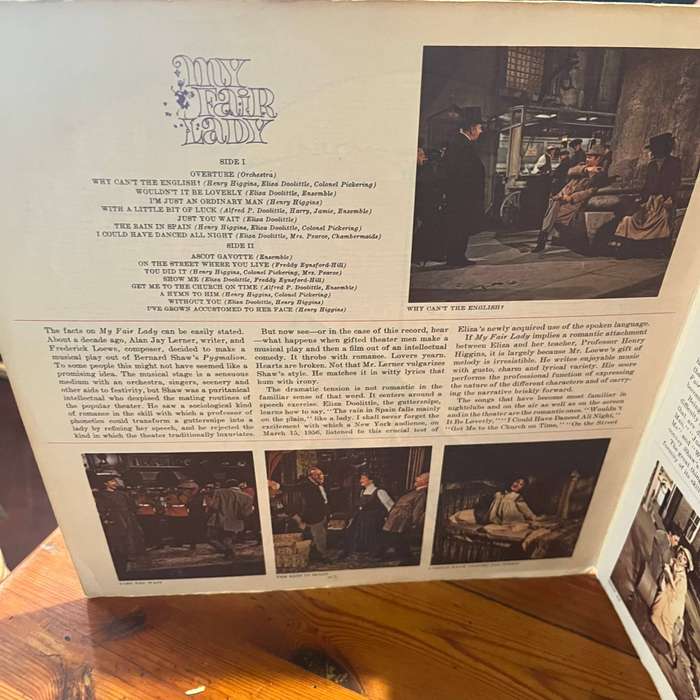 MY
FAIR
LADY
SIDE I
OVERTURE (Orchestra)
WHY CAN'T THE ENGLISH? (Henry Higgins, Eliza Doolittle, Colonel Pickering)
WOULDN'T IT BE LOVERLY (Eliza Doolittle, Ensemble)
I'M JUST AN ORDINARY MAN (Henry Higgins)
WITH A LITTLE BIT OF LUCK (Alfred P. Doolittle, Harry, Jamie, Ensemble)
JUST YOU WAIT (Eliza Doolittle)
THE RAIN IN SPAIN (Henry Higgins, Eliza Doolittle, Colonel Pickering)
I COULD HAVE DANCED ALL NIGHT (Eliza Doolittle, Mrs. Pearce, Chambermaids)
SIDE II
ASCOT GAVOTTE (Ensemble)
ON THE STREET WHERE YOU LIVE (Freddy Eynsford-Hill)
YOU DID IT (Henry Higgins, Colonel Pickering, Mrs. Pearce)
SHOW ME (Eliza Doolittle, Freddy Eynsford-Hill)
GET ME TO THE CHURCH ON TIME (Alfred P. Doolittle, Ensemble)
A HYMN TO HIM (Henry Higgins, Colonel Pickering)
WITHOUT YOU (Eliza Doolittle, Henry Higgins)
I'VE GROWN ACCUSTOMED TO HER FACE (Henry Higgins)
WHY CAN'T THE ENGLISH?
The facts on My Fair Lady can be easily stated.
About a decade ago, Alan Jay Lerner, writer, and
Frederick Loewe, composer, decided to make a
musical play out of Bernard Shaw's Pygmalion.
To some people this might not have seemed like a
promising idea. The musical stage is a sensuous
medium with an orchestra, singers, scenery and
other aids to festivity, but Shaw was a puritanical
intellectual who despised the mating routines of
the popular theater. He saw a sociological kind
of romance in the skill with which a professor of
phonetics could transform a guttersnipe into a
lady by refining her speech, and he rejected the
kind in which the theater traditionally luxuriates.
But now see—or in the case of this record, hear
—what happens when gifted theater men make a
musical play and then a film out of an intellectual
comedy. It throbs with romance. Lovers yearn.
Hearts are broken. Not that Mr. Lerner vulgarizes
Shaw's style. He matches it in witty lyrics that
hum with irony.
The dramatic tension is not romantic in the
familiar sense of that word. It centers around a
speech exercise. Eliza Doolittle, the guttersnipe,
learns how to say, "The rain in Spain falls mainly
on the plain," like a lady. I shall never forget the
excitement with which a New York audience, on
March 15, 1956, listened to this crucial test of
Eliza's newly acquired use of the spoken language.
If My Fair Lady implies a romantic attachment
between Eliza and her teacher, Professor Henry
Higgins, it is largely because Mr. Loewe's gift of
melody is irresistible. He writes enjoyable music
with gusto, charm and lyrical variety. His score
performs the professional function of expressing
the nature of the different characters and of carry-
ing the narrative briskly forward.
The songs that have become most familiar in
nightclubs and on the air as well as on the screen
and in the theater are the romantic ones. "Wouldn't
It Be Loverly," "I Could Have Danced All Night,"
"Get Me to the Church on Time," "On the Street